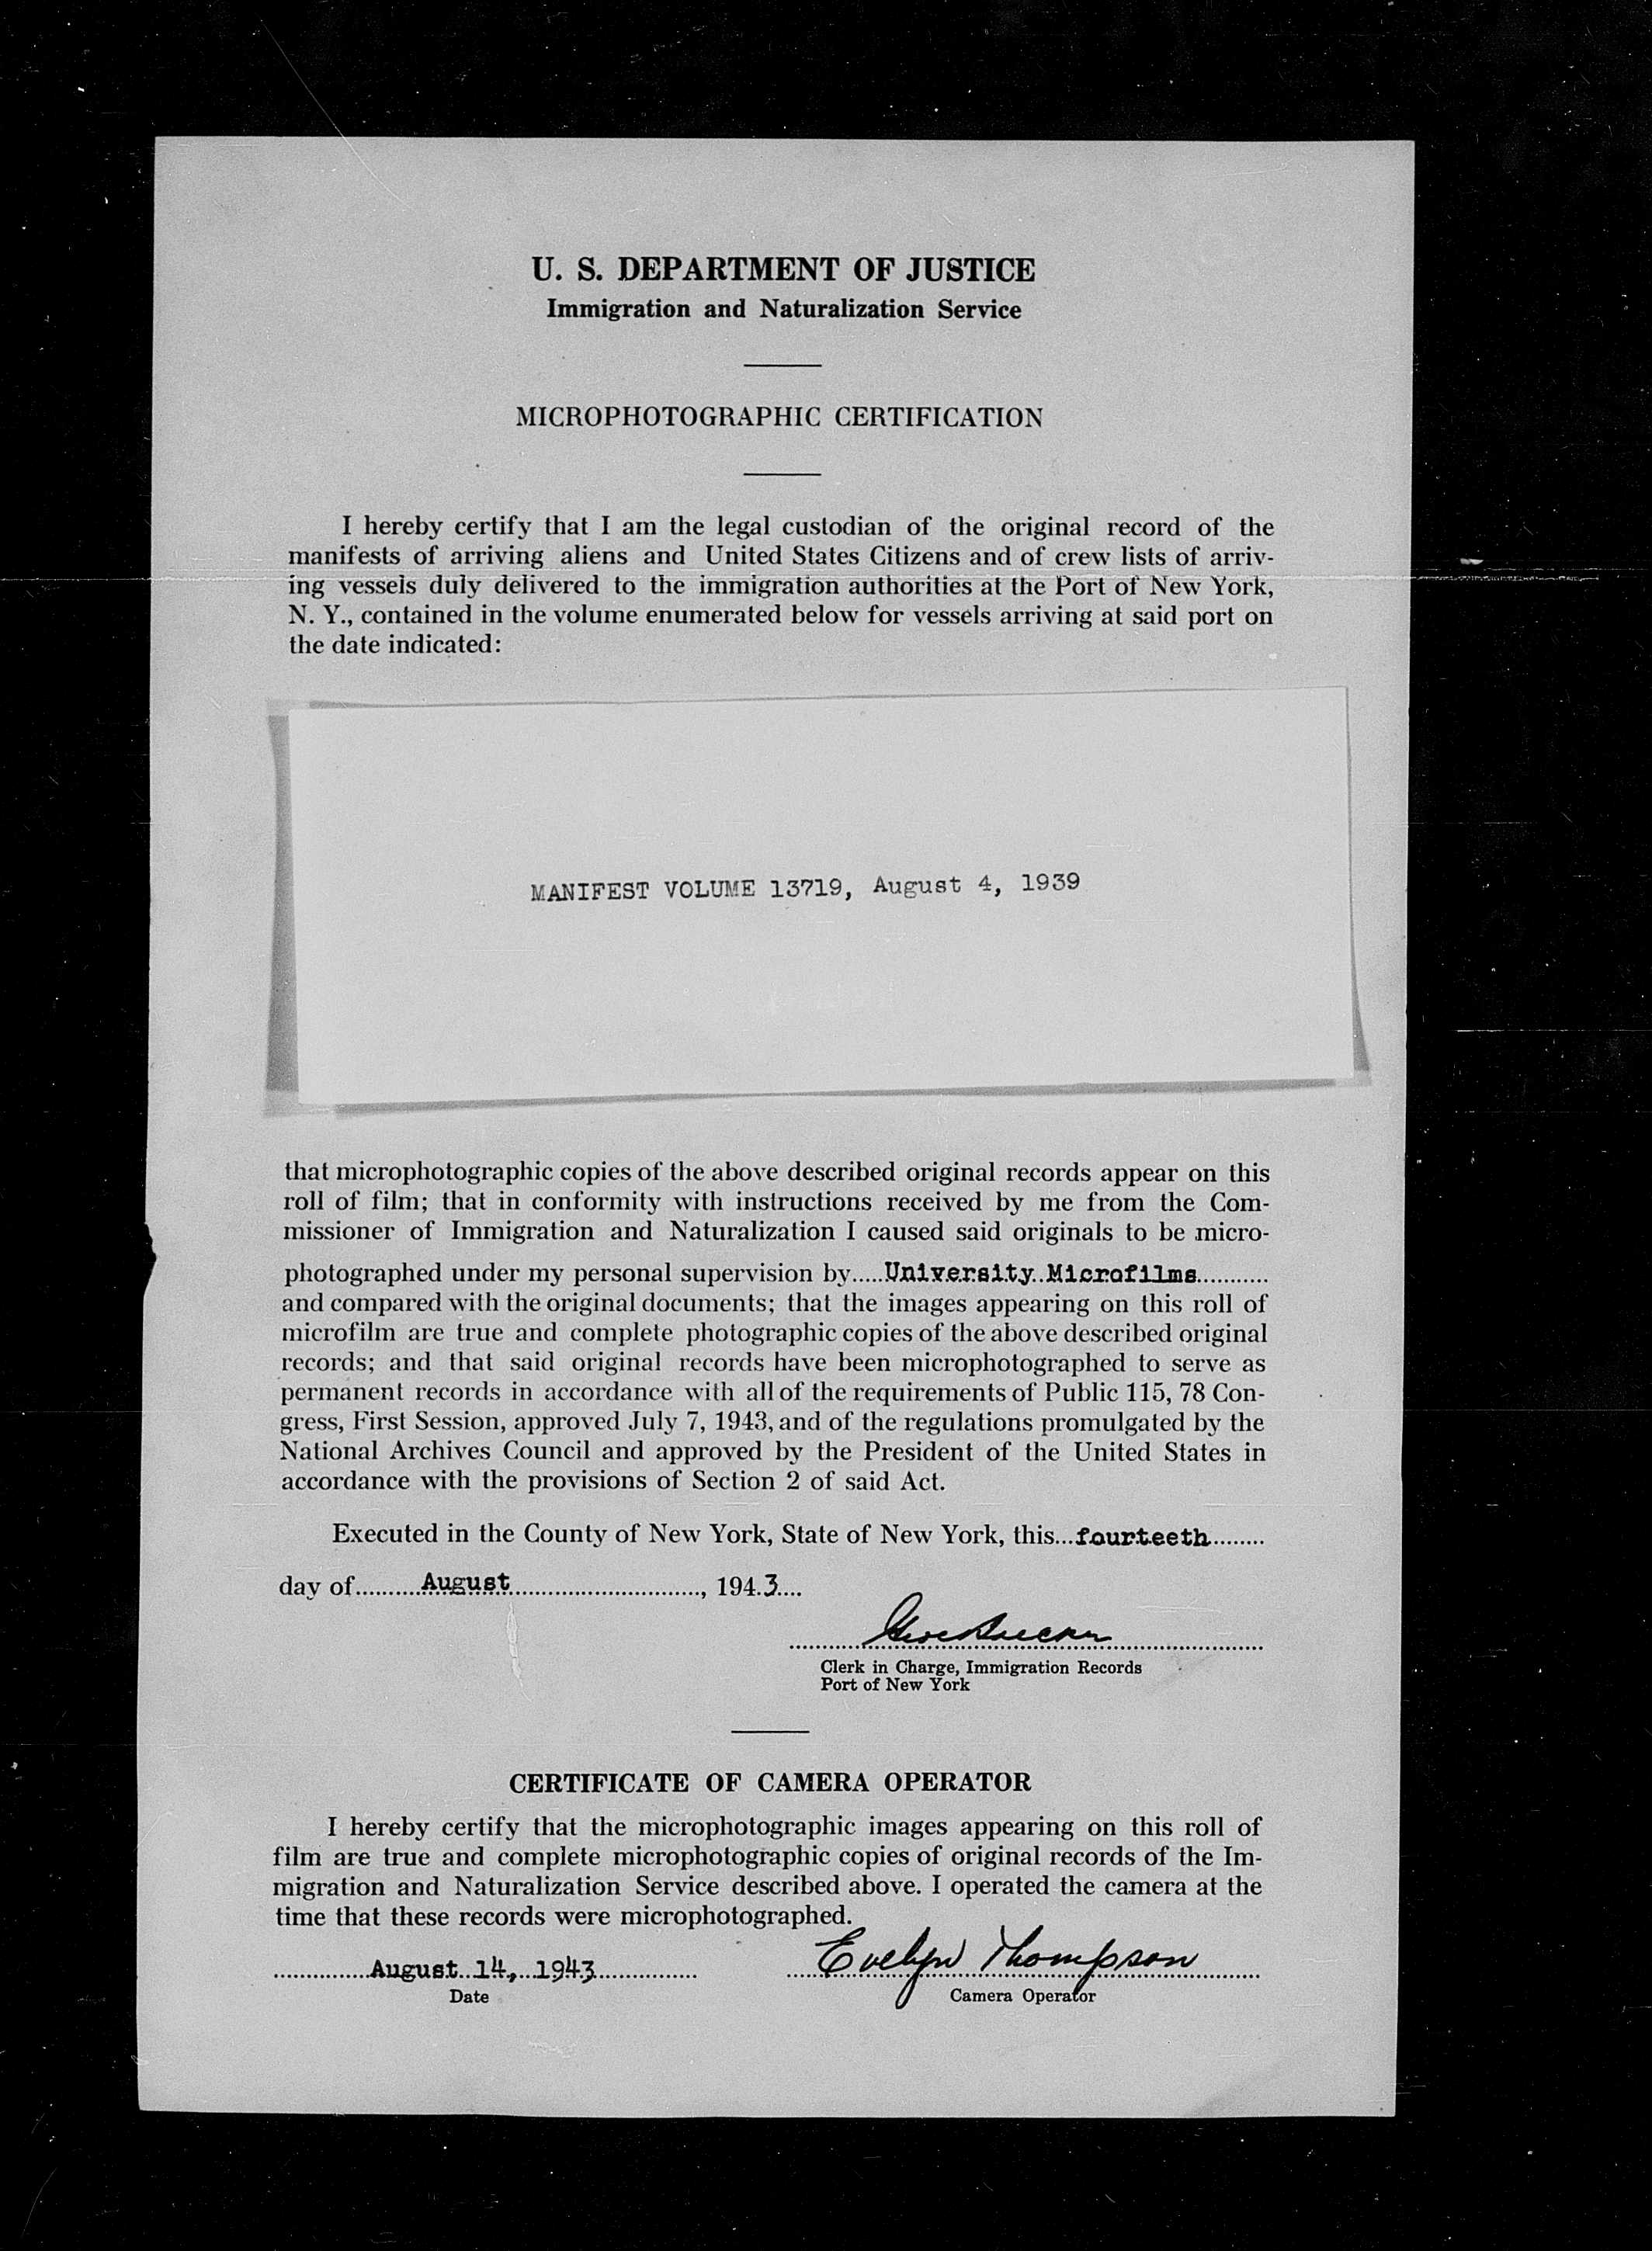 U. S. DEPARTMENT OF JUSTICE
Immigration and Naturalization Service
MICROPHOTOGRAPHIC CERTIFICATION
I hereby certify that I am the legal custodian of the original record of the
manifests of arriving aliens and United States Citizens and of crew lists of arriv-
ing vessels duly delivered to the immigration authorities at the Port of New York,
N. Y., contained in the volume enumerated below for vessels arriving at said port on
the date indicated:
MANIFEST VOLUME 13719, August 4, 1939
that microphotographic copies of the above described original records appear on this
roll of film; that in conformity with instructions received by me from the Com-
missioner of Immigration and Naturalization I caused said originals to be micro-
photographed under my personal supervision by.....University Microfilms...........
and compared with the original documents; that the images appearing on this roll of
microfilm are true and complete photographic copies of the above described original
records; and that said original records have been microphotographed to serve as
permanent records in accordance with all of the requirements of Public 115, 78 Con-
gress, First Session, approved July 7, 1943, and of the regulations promulgated by the
National Archives Council and approved by the President of the United States in
accordance with the provisions of Section 2 of said Act.
Executed in the County of New York, State of New York, this...fourteeth.........
day of...........August................................., 194.3....
Clerk in Charge, Immigration Records
Port of New York
CERTIFICATE OF CAMERA OPERATOR
I hereby certify that the microphotographic images appearing on this roll of
film are true and complete microphotographic copies of original records of the Im-
migration and Naturalization Service described above. I operated the camera at the
time that these records were microphotographed.
August 14, 1943 Evelyn Thompson
Date Camera Operator